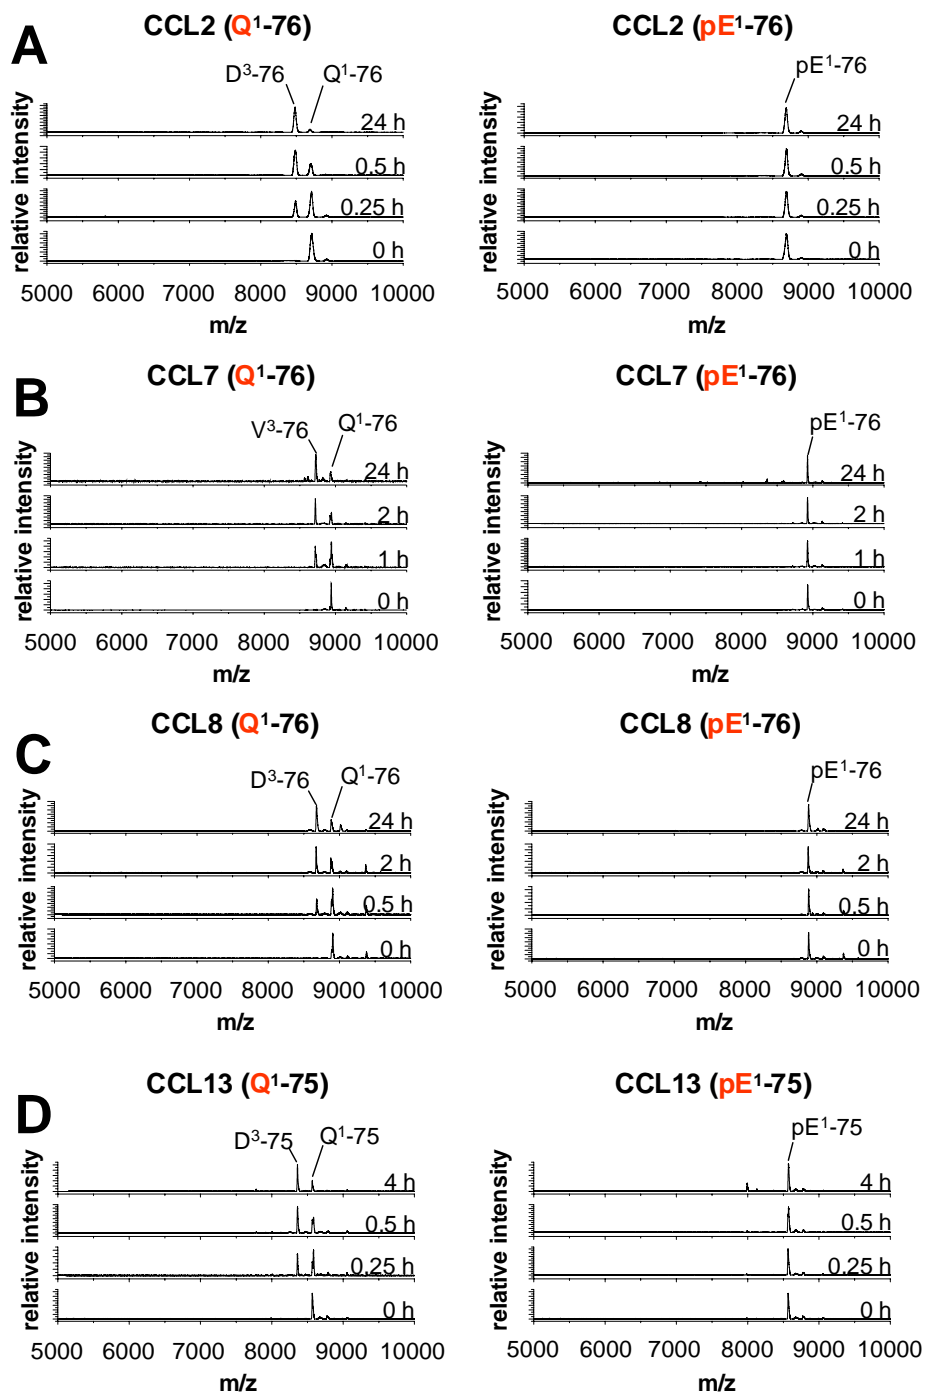 A
CCL2 (Q¹-76)
CCL2 (pE¹-76)
D³-76
Q¹-76
pE¹-76
relative intensity
24 h
0.5 h
0.25 h
0 h
5000 6000 7000 8000 9000 10000
m/z
relative intensity
24 h
0.5 h
0.25 h
0 h
5000 6000 7000 8000 9000 10000
m/z
B
CCL7 (Q¹-76)
CCL7 (pE¹-76)
V³-76
Q¹-76
pE¹-76
relative intensity
24 h
2 h
1 h
0 h
5000 6000 7000 8000 9000 10000
m/z
relative intensity
24 h
2 h
1 h
0 h
5000 6000 7000 8000 9000 10000
m/z
C
CCL8 (Q¹-76)
CCL8 (pE¹-76)
D³-76
Q¹-76
pE¹-76
relative intensity
24 h
2 h
0.5 h
0 h
5000 6000 7000 8000 9000 10000
m/z
relative intensity
24 h
2 h
0.5 h
0 h
5000 6000 7000 8000 9000 10000
m/z
D
CCL13 (Q¹-75)
CCL13 (pE¹-75)
D³-75
Q¹-75
pE¹-75
relative intensity
4 h
0.5 h
0.25 h
0 h
5000 6000 7000 8000 9000 10000
m/z
relative intensity
4 h
0.5 h
0.25 h
0 h
5000 6000 7000 8000 9000 10000
m/z